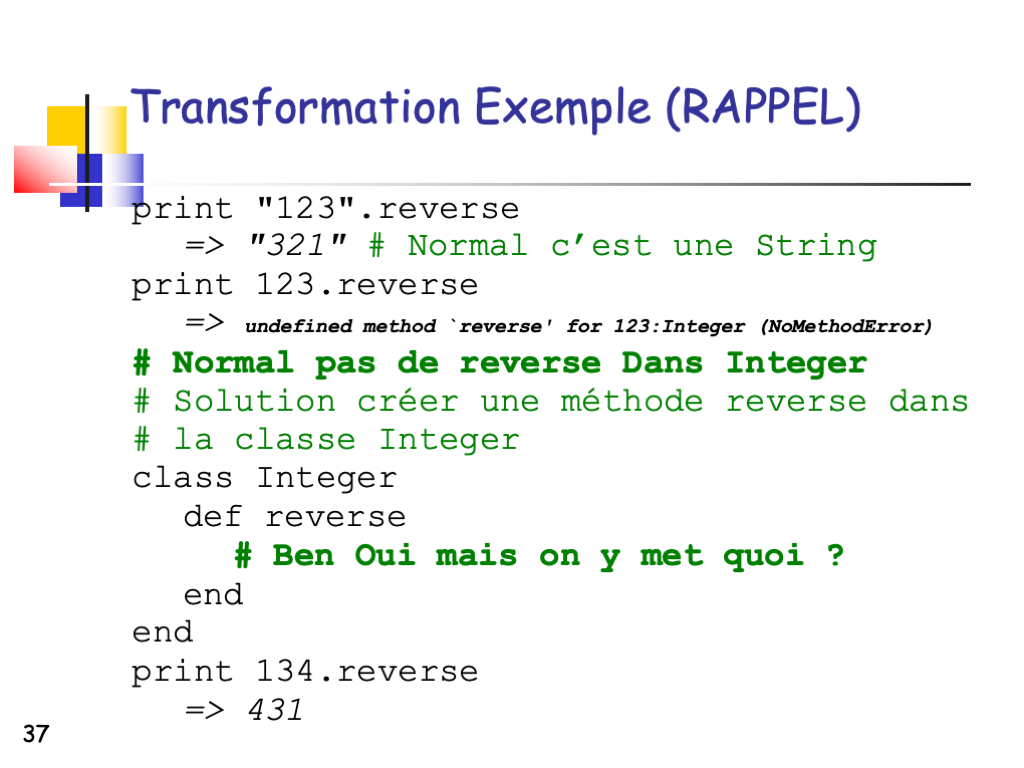 Transformation Exemple (RAPPEL)
print "123".reverse
=> "321" # Normal c’est une String
print 123.reverse
=> undefined method `reverse' for 123:Integer (NoMethodError)
# Normal pas de reverse Dans Integer
# Solution créer une méthode reverse dans
# la classe Integer
class Integer
def reverse
# Ben Oui mais on y met quoi ?
end
end
print 134.reverse
=> 431
37